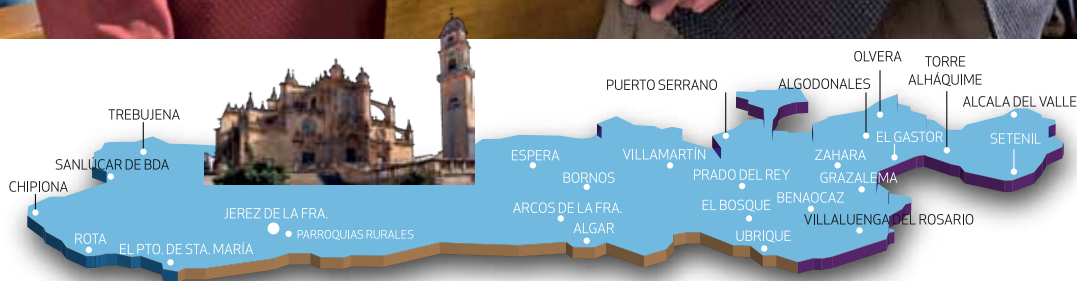 OLVERA
TORRE
ALHÁQUIME
PUERTO SERRANO
ALGODONALES
ALCALA DEL VALLE
TREBUJENA
EL GASTOR
SETENIL
SANLÚCAR DE BDA
ESPERA
VILLAMARTÍN
ZAHARA
CHIPIONA
BORNOS
PRADO DEL REY
GRAZALEMA
JEREZ DE LA FRA.
ARCOS DE LA FRA.
EL BOSQUE
BENAOCAZ
VILLALUENGA DEL ROSARIO
PARROQUIAS RURALES
ALGAR
ROTA
EL PTO. DE STA. MARÍA
UBRIQUE